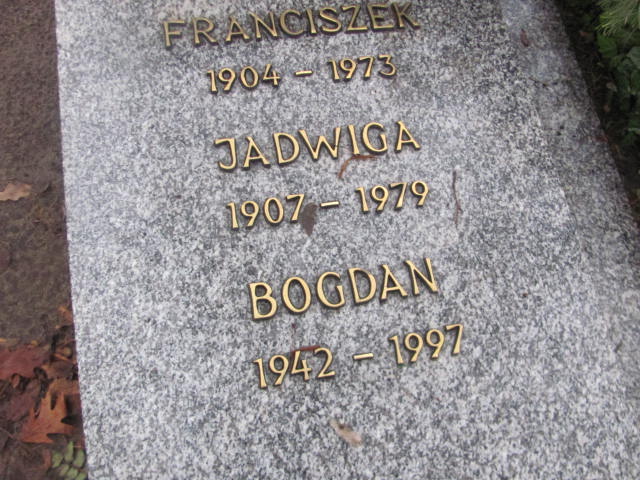 FRANCISZEK
1904 – 1973
JADWIGA
1907 – 1979
BOGDAN
1942 – 1997